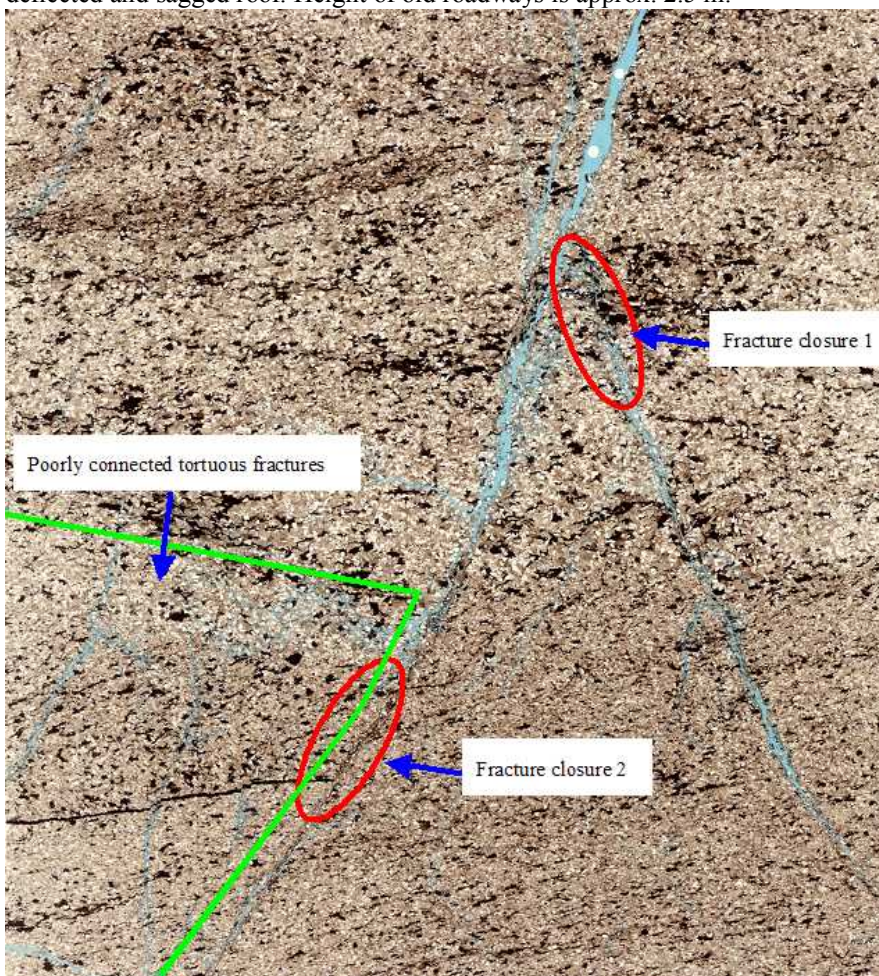 deflected and sagged roof. Height of old roadways is approx. 2.5 m.
Fracture closure 1
Poorly connected tortuous fractures
Fracture closure 2